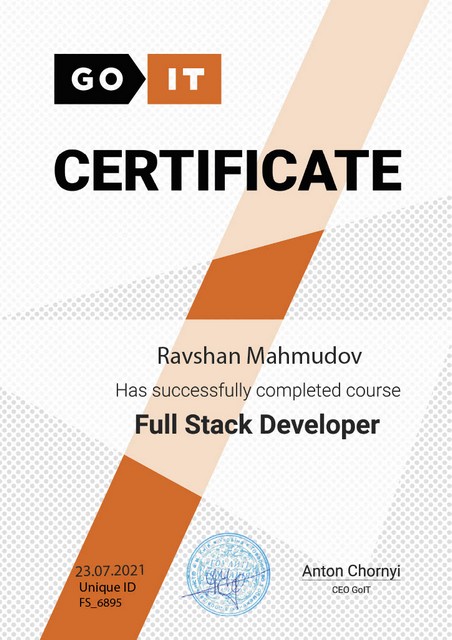 GO IT
CERTIFICATE
Ravshan Mahmudov
Has successfully completed course
Full Stack Developer
23.07.2021
Unique ID
FS_6895
Anton Chornyi
CEO GoIT